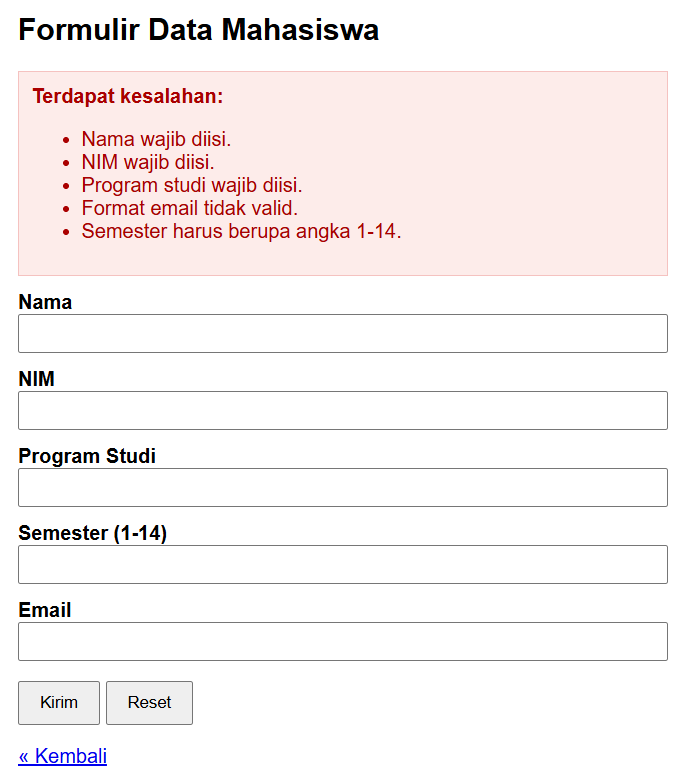 Formulir Data Mahasiswa
Terdapat kesalahan:
• Nama wajib diisi.
• NIM wajib diisi.
• Program studi wajib diisi.
• Format email tidak valid.
• Semester harus berupa angka 1-14.
Nama
NIM
Program Studi
Semester (1-14)
Email
Kirim Reset
« Kembali